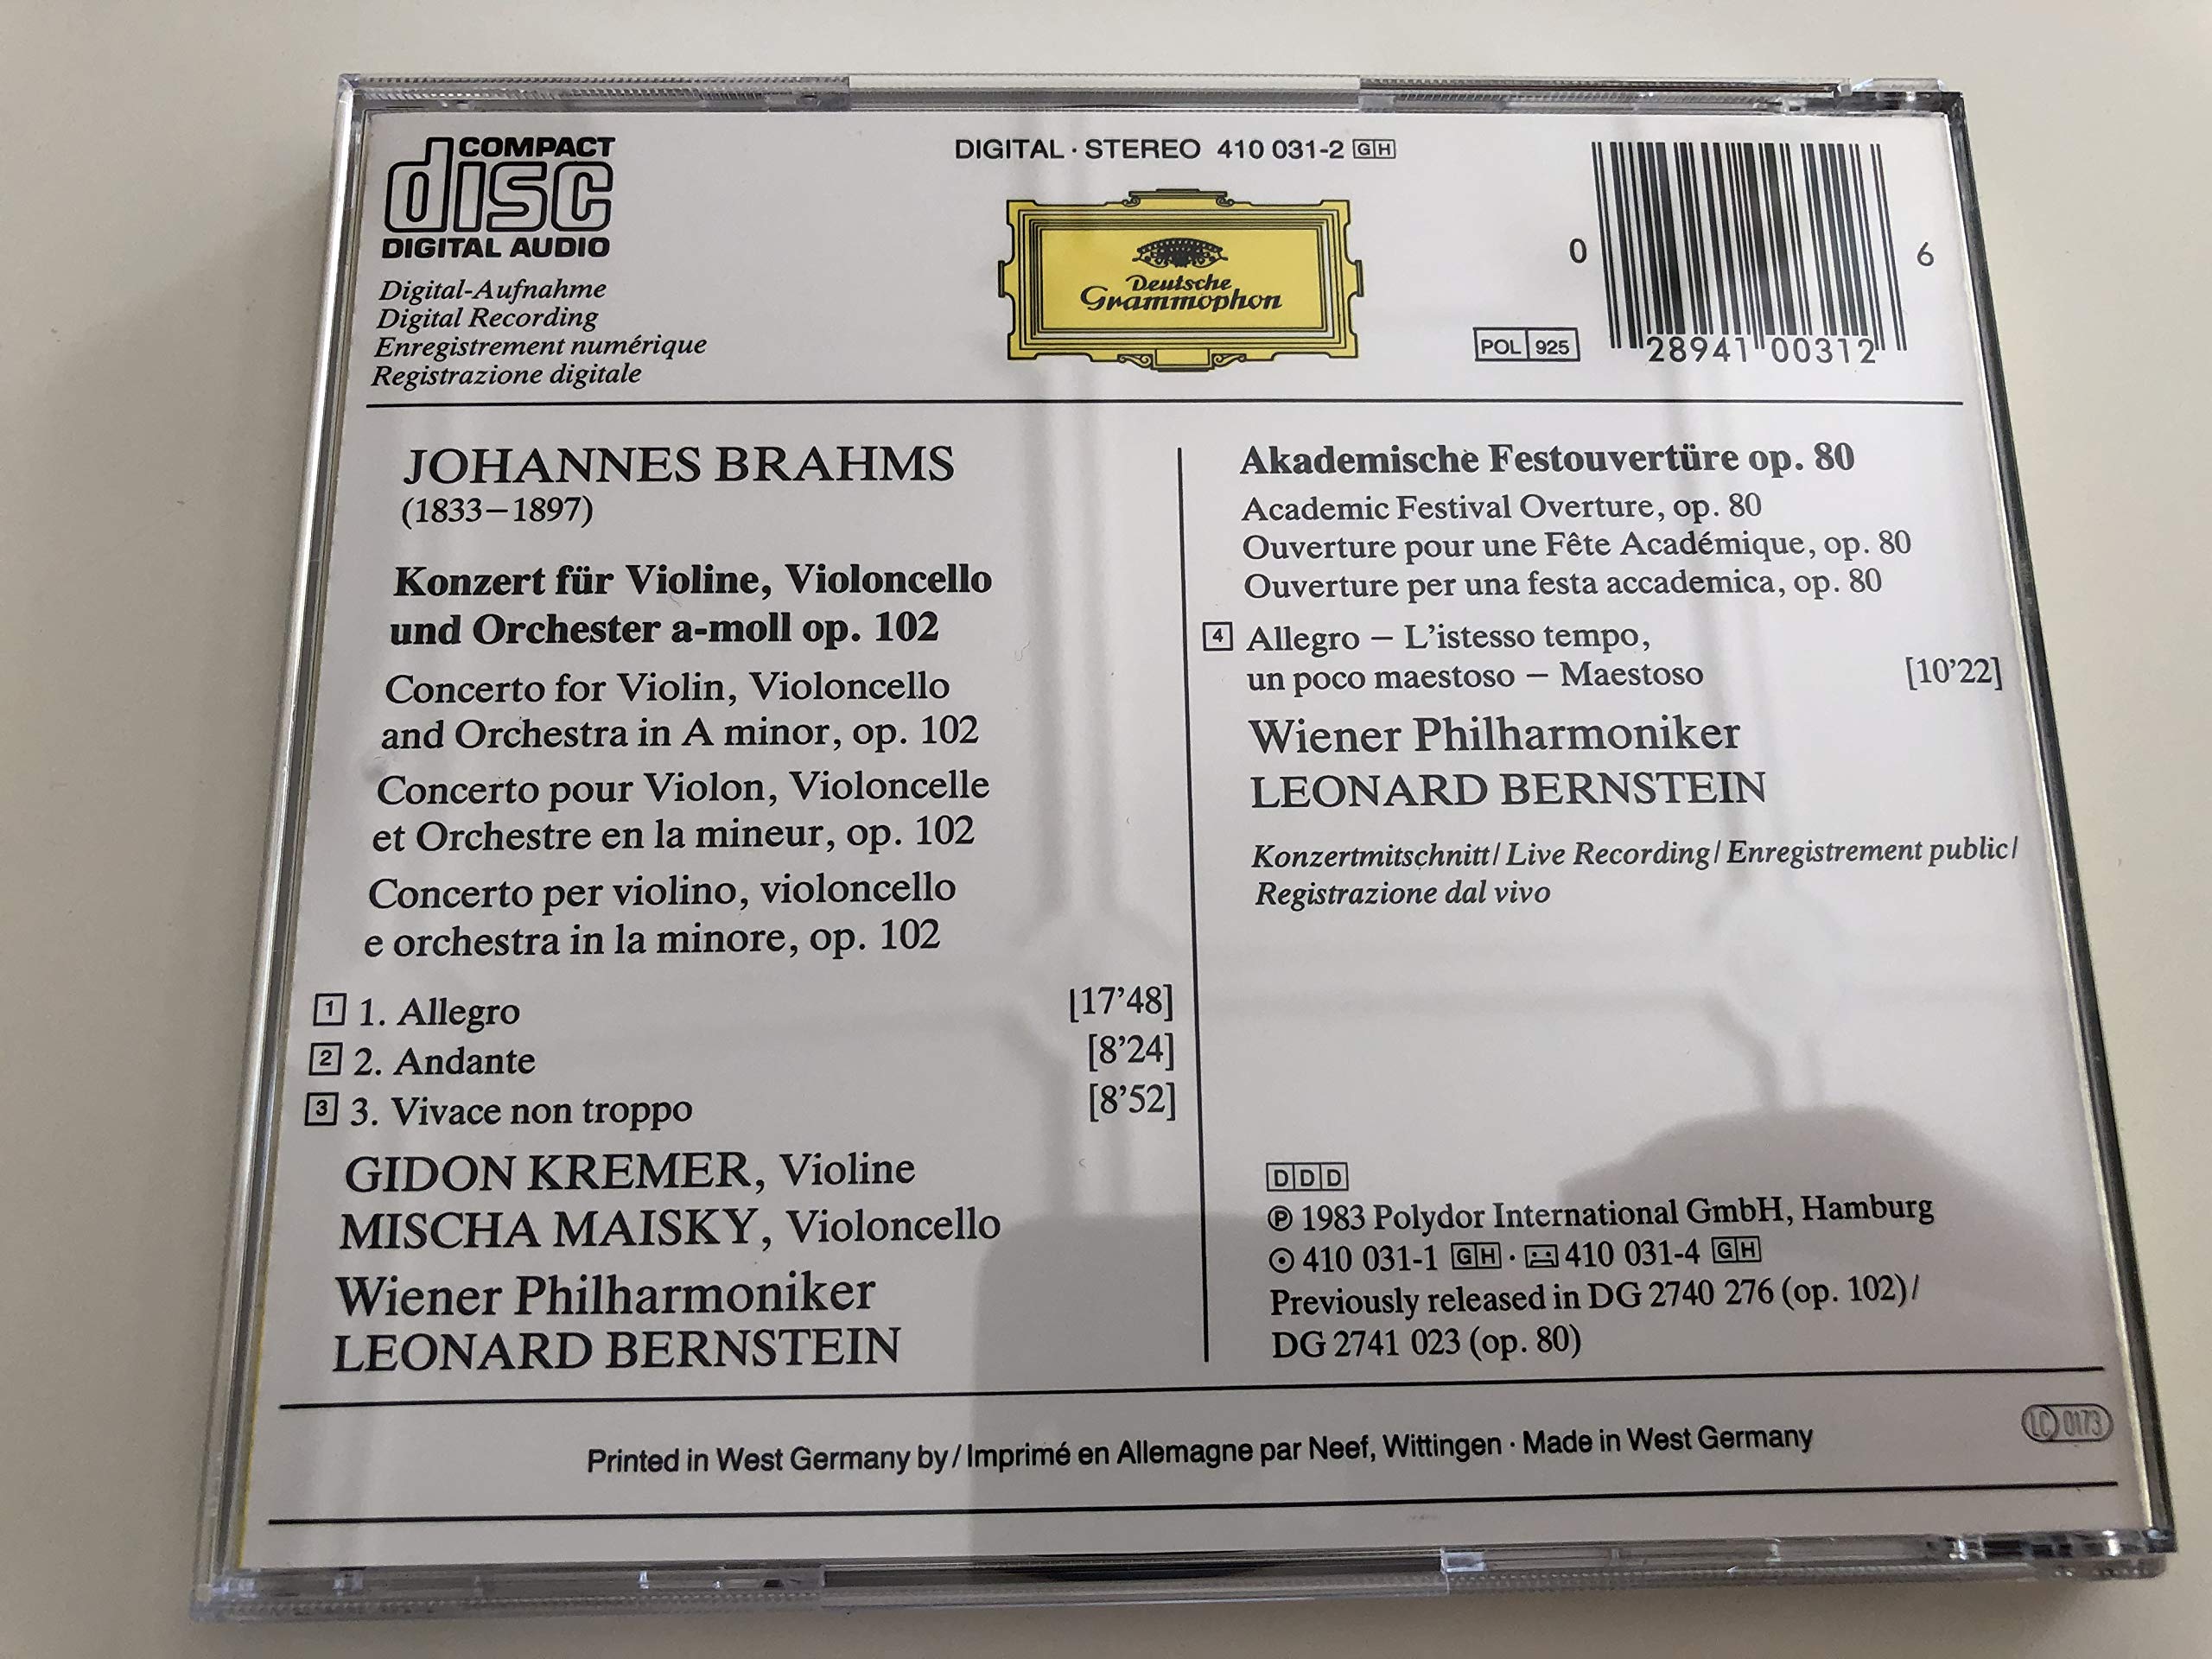 COMPACT
disc
DIGITAL AUDIO
Digital-Aufnahme
Digital Recording
Enregistrement numérique
Registrazione digitale
DIGITAL · STEREO 410 031-2 GH
Deutsche
Grammophon
POL 925
0 28941 00312 6
JOHANNES BRAHMS
(1833–1897)
Konzert für Violine, Violoncello
und Orchester a-moll op. 102
Concerto for Violin, Violoncello
and Orchestra in A minor, op. 102
Concerto pour Violon, Violoncelle
et Orchestre en la mineur, op. 102
Concerto per violino, violoncello
e orchestra in la minore, op. 102
1 1. Allegro [17’48]
2 2. Andante [8’24]
3 3. Vivace non troppo [8’52]
GIDON KREMER, Violine
MISCHA MAISKY, Violoncello
Wiener Philharmoniker
LEONARD BERNSTEIN
Akademische Festouvertüre op. 80
Academic Festival Overture, op. 80
Ouverture pour une Fête Académique, op. 80
Ouverture per una festa accademica, op. 80
4 Allegro – L’istesso tempo,
un poco maestoso – Maestoso [10’22]
Wiener Philharmoniker
LEONARD BERNSTEIN
Konzertmitschnitt/Live Recording/Enregistrement public/
Registrazione dal vivo
DDD
℗ 1983 Polydor International GmbH, Hamburg
410 031-1 GH · 410 031-4 GH
Previously released in DG 2740 276 (op. 102)/
DG 2741 023 (op. 80)
Printed in West Germany by / Imprimé en Allemagne par Neef, Wittingen · Made in West Germany
LC 0173